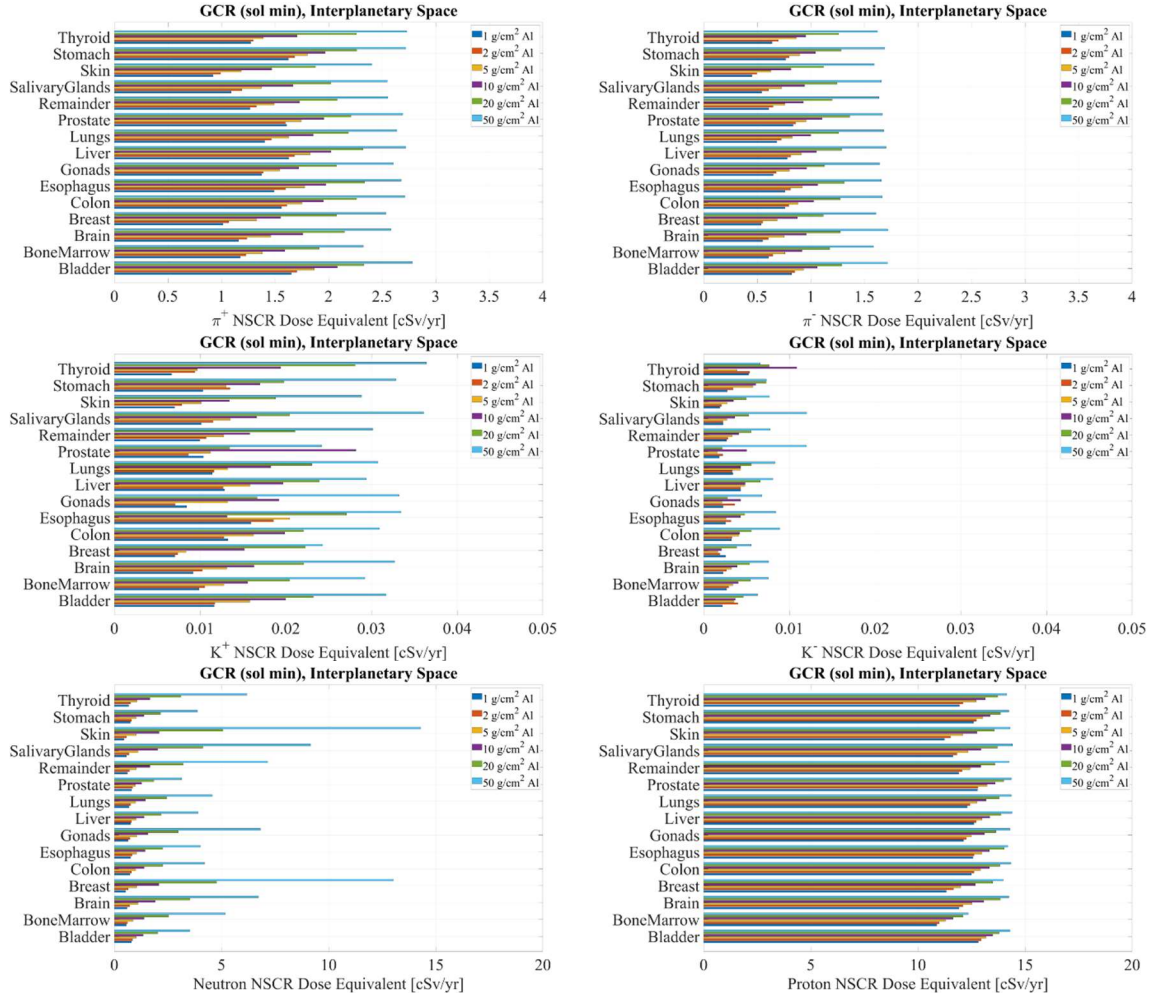 GCR (sol min), Interplanetary Space
Thyroid
Stomach
Skin
SalivaryGlands
Remainder
Prostate
Lungs
Liver
Gonads
Esophagus
Colon
Breast
Brain
BoneMarrow
Bladder
1 g/cm² Al
2 g/cm² Al
5 g/cm² Al
10 g/cm² Al
20 g/cm² Al
50 g/cm² Al
0 0.5 1 1.5 2 2.5 3 3.5 4
π⁺ NSCR Dose Equivalent [cSv/yr]
GCR (sol min), Interplanetary Space
Thyroid
Stomach
Skin
SalivaryGlands
Remainder
Prostate
Lungs
Liver
Gonads
Esophagus
Colon
Breast
Brain
BoneMarrow
Bladder
1 g/cm² Al
2 g/cm² Al
5 g/cm² Al
10 g/cm² Al
20 g/cm² Al
50 g/cm² Al
0 0.5 1 1.5 2 2.5 3 3.5 4
π⁻ NSCR Dose Equivalent [cSv/yr]
GCR (sol min), Interplanetary Space
Thyroid
Stomach
Skin
SalivaryGlands
Remainder
Prostate
Lungs
Liver
Gonads
Esophagus
Colon
Breast
Brain
BoneMarrow
Bladder
1 g/cm² Al
2 g/cm² Al
5 g/cm² Al
10 g/cm² Al
20 g/cm² Al
50 g/cm² Al
0 0.01 0.02 0.03 0.04 0.05
K⁺ NSCR Dose Equivalent [cSv/yr]
GCR (sol min), Interplanetary Space
Thyroid
Stomach
Skin
SalivaryGlands
Remainder
Prostate
Lungs
Liver
Gonads
Esophagus
Colon
Breast
Brain
BoneMarrow
Bladder
1 g/cm² Al
2 g/cm² Al
5 g/cm² Al
10 g/cm² Al
20 g/cm² Al
50 g/cm² Al
0 0.01 0.02 0.03 0.04 0.05
K⁻ NSCR Dose Equivalent [cSv/yr]
GCR (sol min), Interplanetary Space
Thyroid
Stomach
Skin
SalivaryGlands
Remainder
Prostate
Lungs
Liver
Gonads
Esophagus
Colon
Breast
Brain
BoneMarrow
Bladder
1 g/cm² Al
2 g/cm² Al
5 g/cm² Al
10 g/cm² Al
20 g/cm² Al
50 g/cm² Al
0 5 10 15 20
Neutron NSCR Dose Equivalent [cSv/yr]
GCR (sol min), Interplanetary Space
Thyroid
Stomach
Skin
SalivaryGlands
Remainder
Prostate
Lungs
Liver
Gonads
Esophagus
Colon
Breast
Brain
BoneMarrow
Bladder
1 g/cm² Al
2 g/cm² Al
5 g/cm² Al
10 g/cm² Al
20 g/cm² Al
50 g/cm² Al
0 5 10 15 20
Proton NSCR Dose Equivalent [cSv/yr]